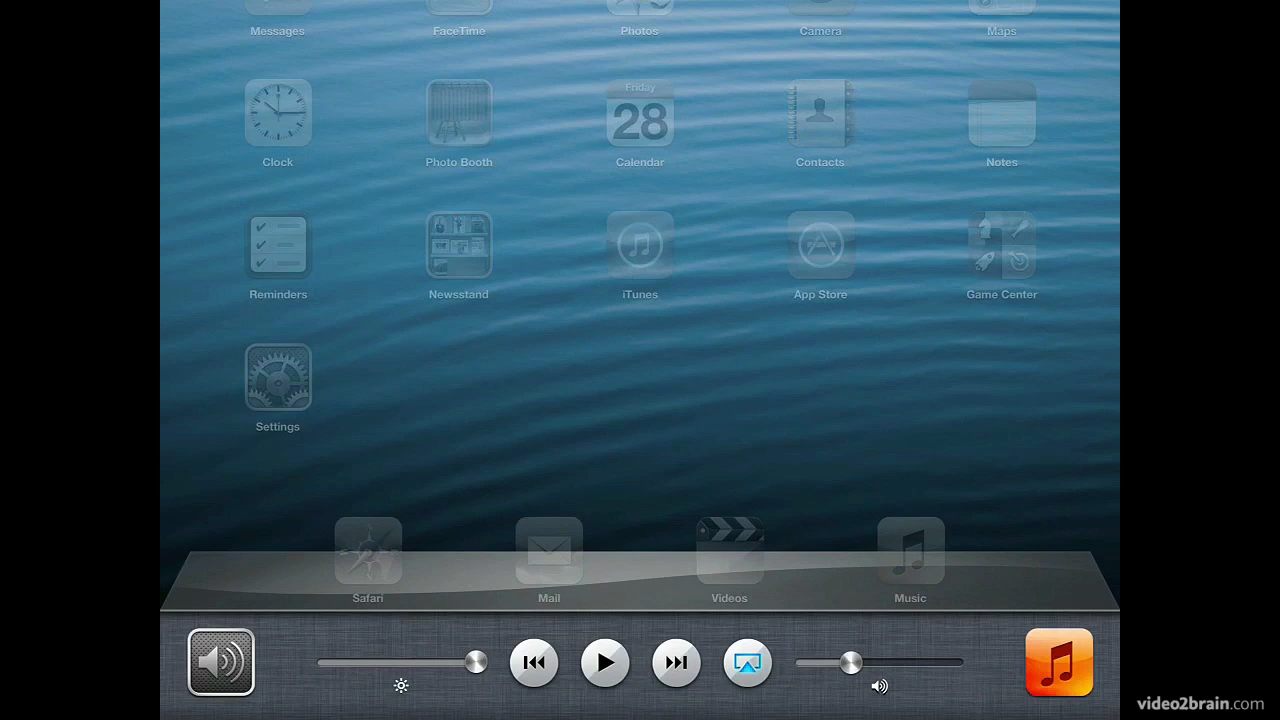 Messages FaceTime Photos Camera Maps
Friday
28
Clock Photo Booth Calendar Contacts Notes
Reminders Newsstand iTunes App Store Game Center
Settings
Safari Mail Videos Music
video2brain.com